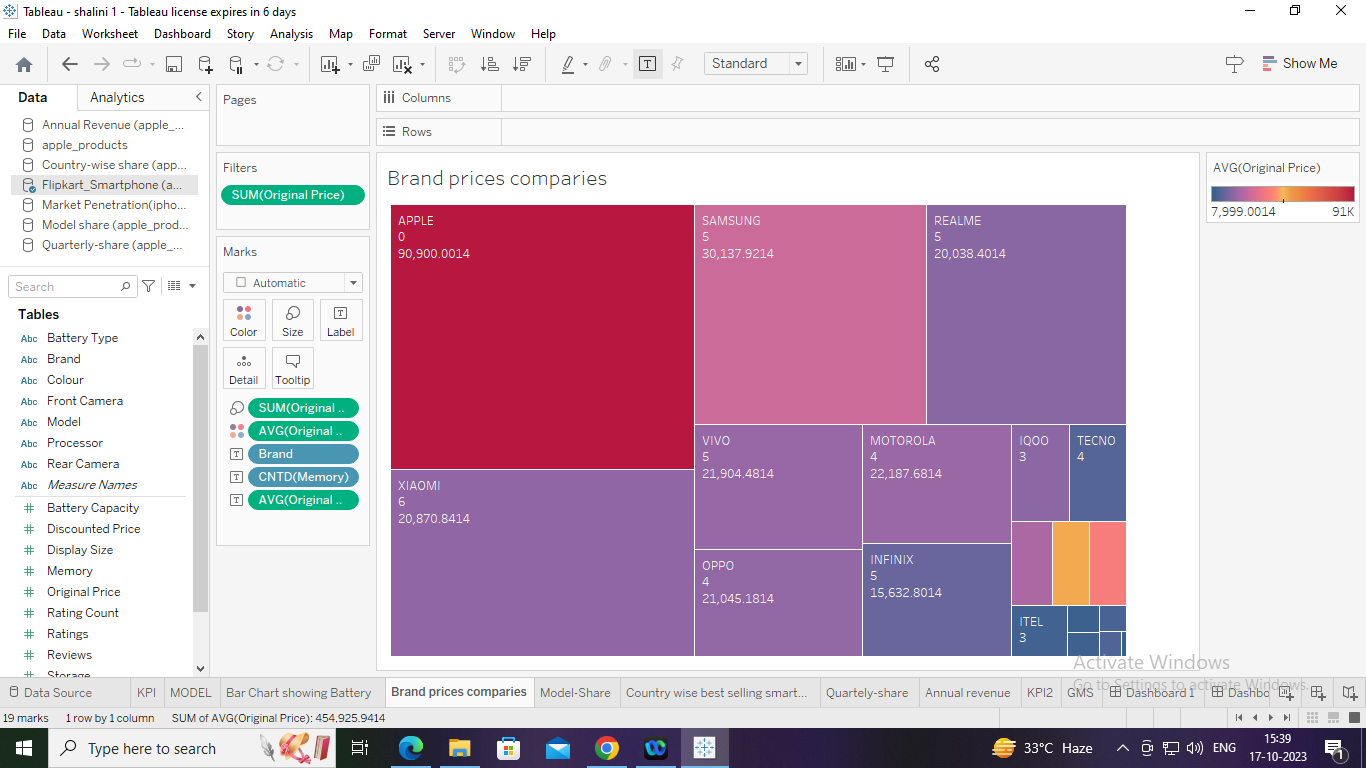 Tableau - shalini 1 - Tableau license expires in 6 days
File Data Worksheet Dashboard Story Analysis Map Format Server Window Help
Standard
Show Me
Data Analytics
Annual Revenue (apple_...
apple_products
Country-wise share (app...
Flipkart_Smartphone (a...
Market Penetration(ipho...
Model share (apple_prod...
Quarterly-share (apple_...
Search
Tables
Abc Battery Type
Abc Brand
Abc Colour
Abc Front Camera
Abc Model
Abc Processor
Abc Rear Camera
Abc Measure Names
# Battery Capacity
# Discounted Price
# Display Size
# Memory
# Original Price
# Rating Count
# Ratings
# Reviews
# Storage
Pages
Filters
SUM(Original Price)
Marks
Automatic
Color Size Label
Detail Tooltip
SUM(Original ..
AVG(Original ..
Brand
CNTD(Memory)
AVG(Original ..
Columns
Rows
Brand prices comparies
APPLE
0
90,900.0014
SAMSUNG
5
30,137.9214
REALME
5
20,038.4014
XIAOMI
6
20,870.8414
VIVO
5
21,904.4814
MOTOROLA
4
22,187.6814
IQOO
3
TECNO
4
OPPO
4
21,045.1814
INFINIX
5
15,632.8014
ITEL
3
AVG(Original Price)
7,999.0014 91K
Activate Windows
Go to Settings to activate Windows.
Data Source KPI MODEL Bar Chart showing Battery Brand prices comparies Model-Share Country wise best selling smart... Quartely-share Annual revenue KPI2 GMS Dashboard 1 Dashbo
19 marks 1 row by 1 column SUM of AVG(Original Price): 454,925.9414
Type here to search
33°C Haze
ENG
15:39
17-10-2023
1